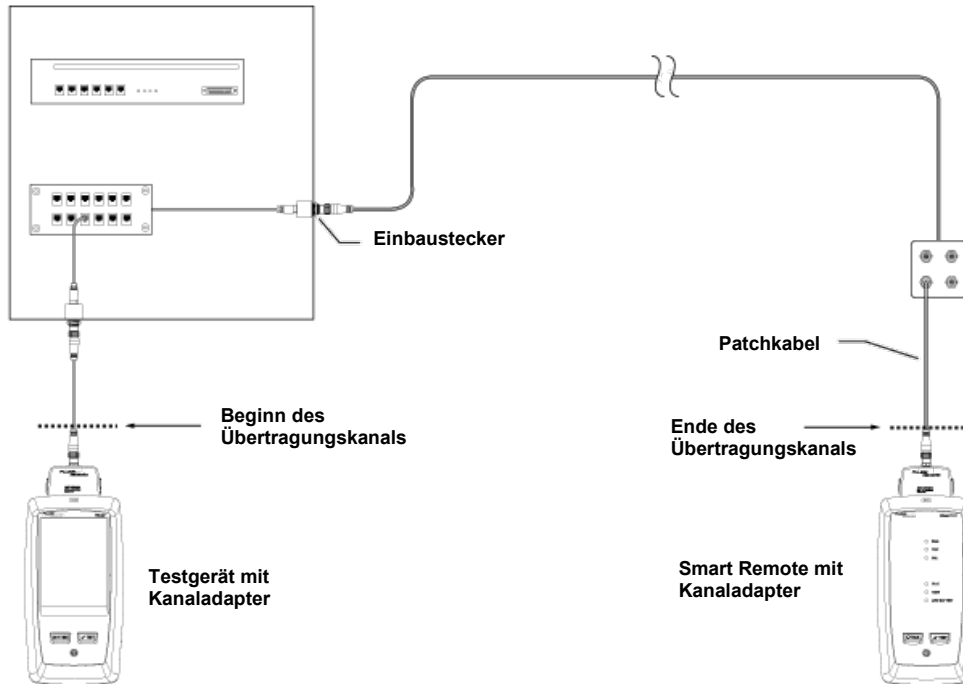 Einbaustecker
Patchkabel
Beginn des
Übertragungskanals
Ende des
Übertragungskanals
Testgerät mit
Kanaladapter
Smart Remote mit
Kanaladapter